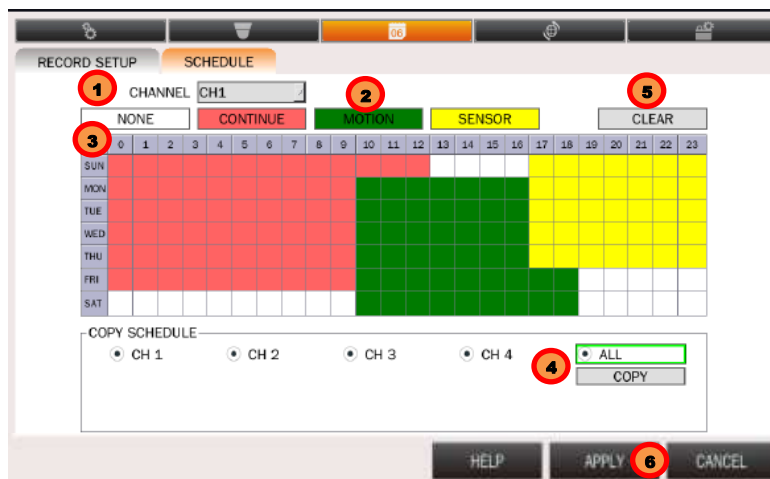 06
RECORD SETUP SCHEDULE
1 CHANNEL CH1 2 5
NONE CONTINUE MOTION SENSOR CLEAR
3 0 1 2 3 4 5 6 7 8 9 10 11 12 13 14 15 16 17 18 19 20 21 22 23
SUN
MON
TUE
WED
THU
FRI
SAT
COPY SCHEDULE
CH 1 CH 2 CH 3 CH 4 4 ALL
COPY
HELP APPLY 6 CANCEL